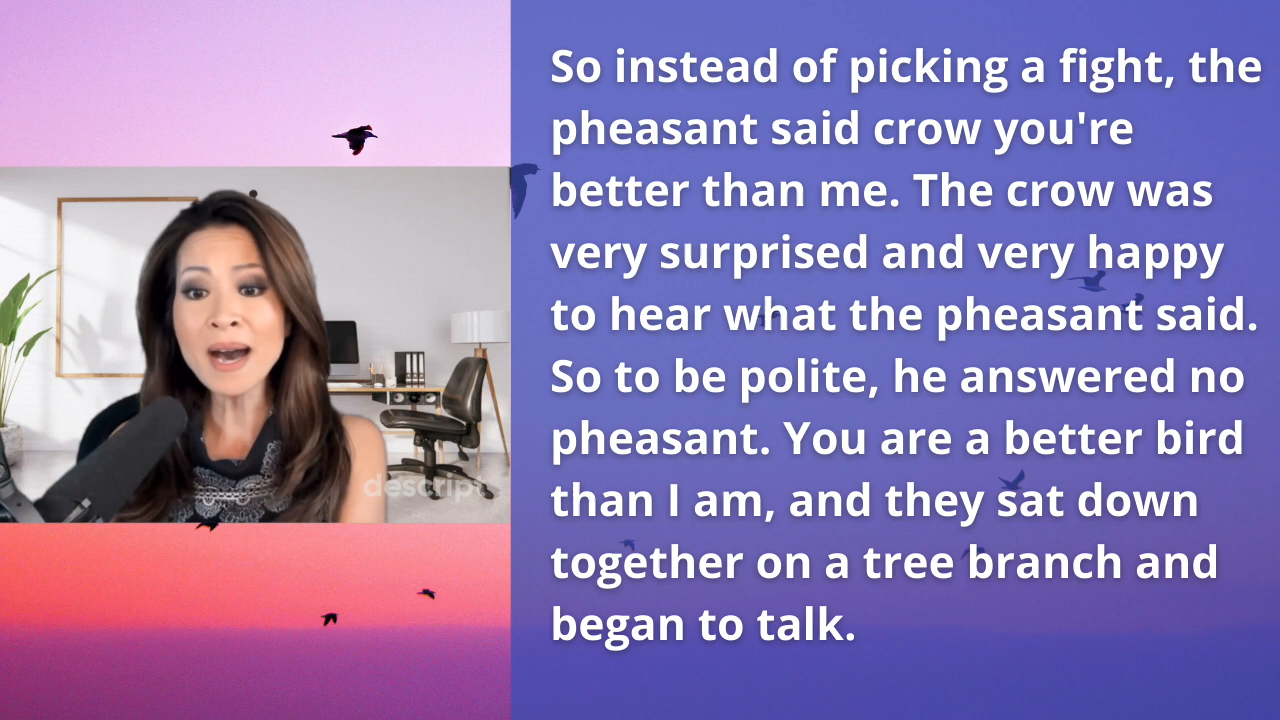 So instead of picking a fight, the
pheasant said crow you're
better than me. The crow was
very surprised and very happy
to hear what the pheasant said.
So to be polite, he answered no
pheasant. You are a better bird
than I am, and they sat down
together on a tree branch and
began to talk.
descript